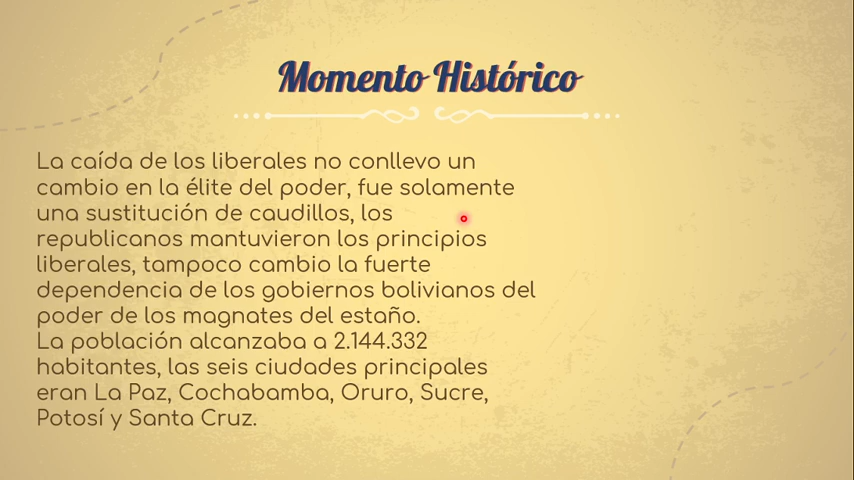 Momento Histórico
La caída de los liberales no conllevo un
cambio en la élite del poder, fue solamente
una sustitución de caudillos, los
republicanos mantuvieron los principios
liberales, tampoco cambio la fuerte
dependencia de los gobiernos bolivianos del
poder de los magnates del estaño.
La población alcanzaba a 2.144.332
habitantes, las seis ciudades principales
eran La Paz, Cochabamba, Oruro, Sucre,
Potosí y Santa Cruz.